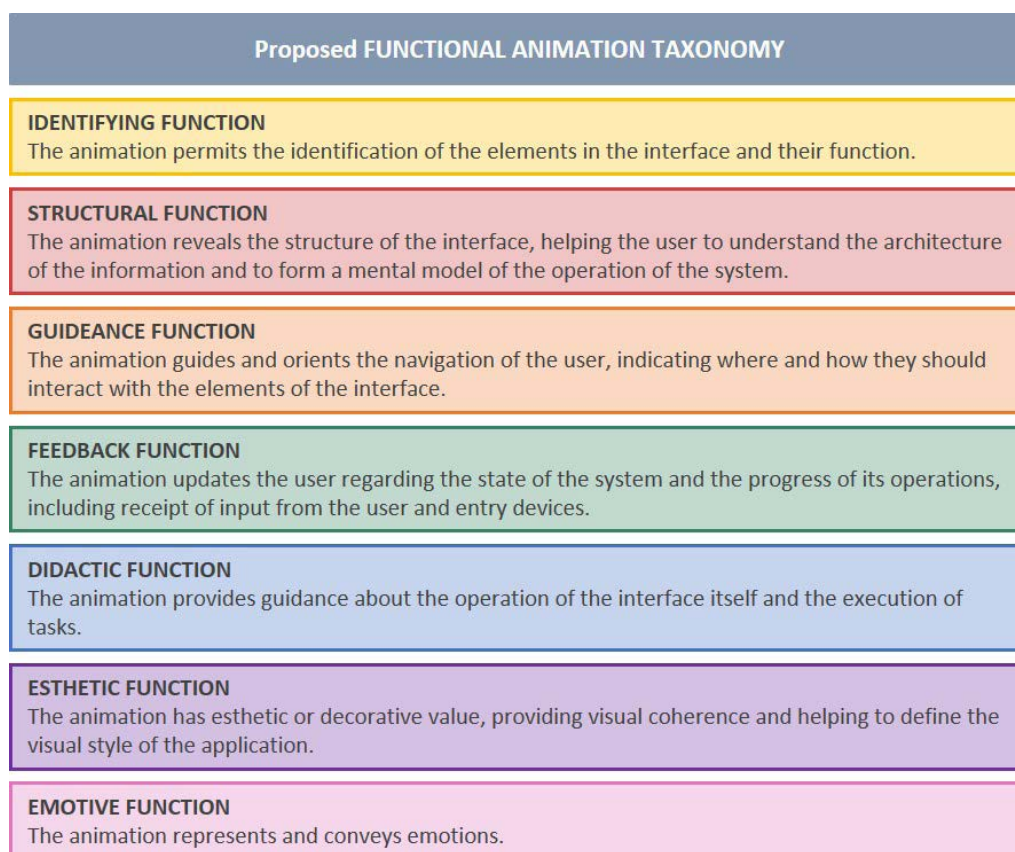 Proposed FUNCTIONAL ANIMATION TAXONOMY
IDENTIFYING FUNCTION
The animation permits the identification of the elements in the interface and their function.
STRUCTURAL FUNCTION
The animation reveals the structure of the interface, helping the user to understand the architecture
of the information and to form a mental model of the operation of the system.
GUIDEANCE FUNCTION
The animation guides and orients the navigation of the user, indicating where and how they should
interact with the elements of the interface.
FEEDBACK FUNCTION
The animation updates the user regarding the state of the system and the progress of its operations,
including receipt of input from the user and entry devices.
DIDACTIC FUNCTION
The animation provides guidance about the operation of the interface itself and the execution of
tasks.
ESTHETIC FUNCTION
The animation has esthetic or decorative value, providing visual coherence and helping to define the
visual style of the application.
EMOTIVE FUNCTION
The animation represents and conveys emotions.